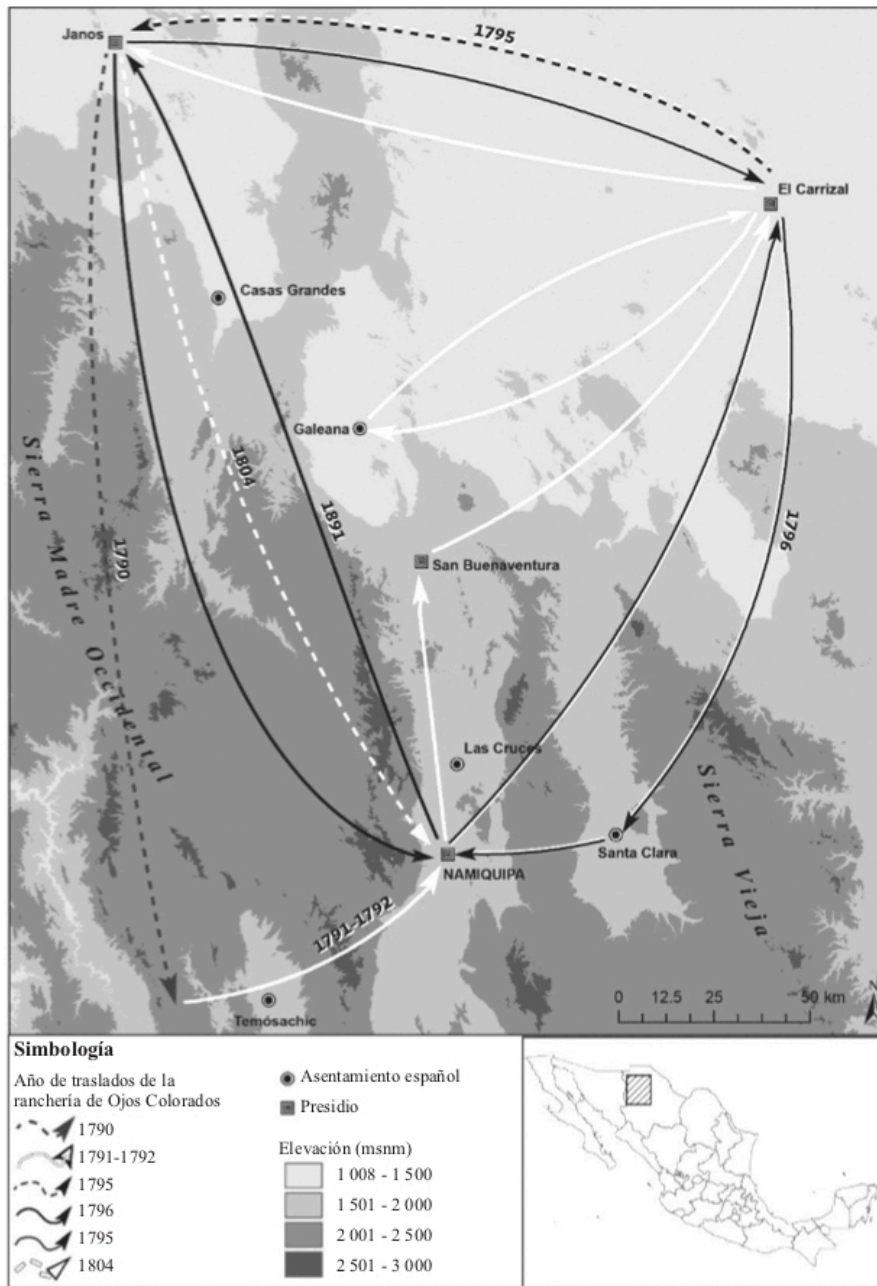 Janos
1795
El Carrizal
Casas Grandes
Galeana
1804
1891
1790
Sierra Madre Occidental
San Buenaventura
1796
Las Cruces
Santa Clara
NAMIQUIPA
Sierra Vieja
1791-1792
Temósachic
0 12.5 25 50 km
N
Simbología
Año de traslados de la
ranchería de Ojos Colorados
1790
1791-1792
1795
1796
1795
1804
Asentamiento español
Presidio
Elevación (msnm)
1 008 - 1 500
1 501 - 2 000
2 001 - 2 500
2 501 - 3 000